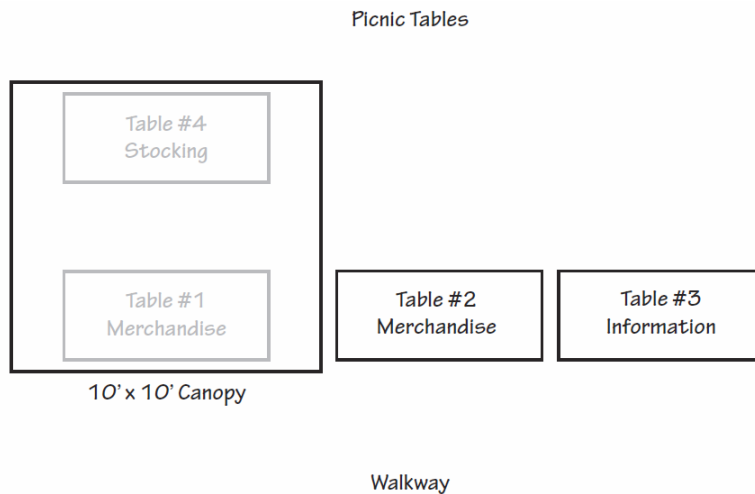 Picnic Tables
Table #4
Stocking
Table #1
Merchandise
Table #2
Merchandise
Table #3
Information
10' x 10' Canopy
Walkway